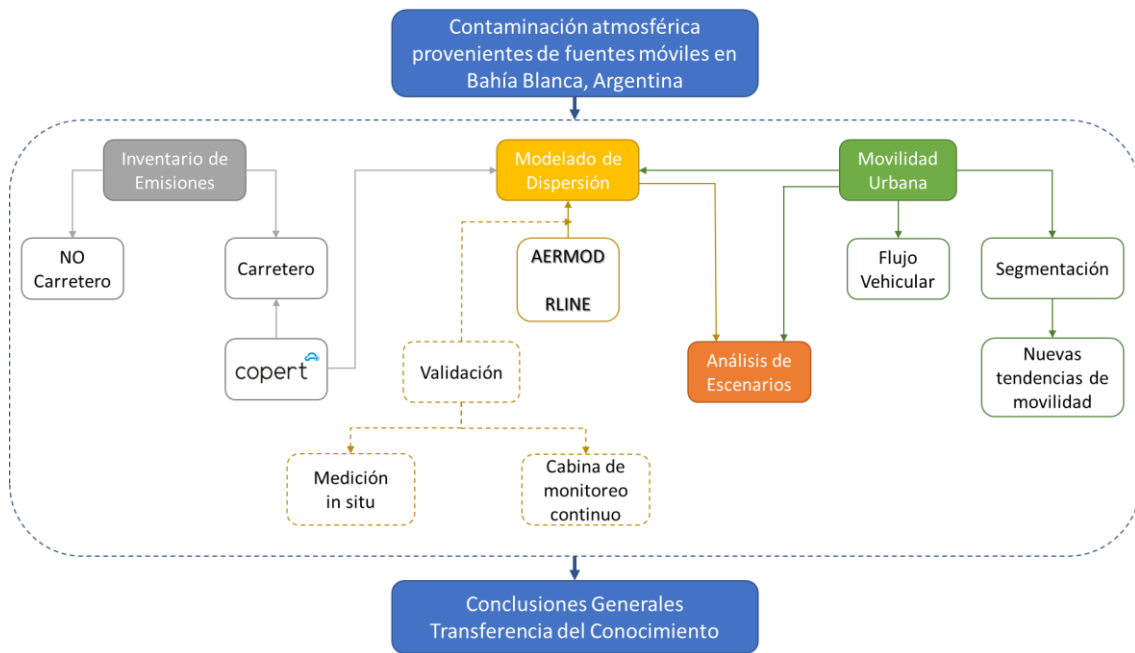 Contaminación atmosférica
provenientes de fuentes móviles en
Bahía Blanca, Argentina
Inventario de
Emisiones
Modelado de
Dispersión
Movilidad
Urbana
NO
Carretero
Carretero
AERMOD
RLINE
Flujo
Vehicular
Segmentación
copert
Validación
Análisis de
Escenarios
Nuevas
tendencias de
movilidad
Medición
in situ
Cabina de
monitoreo
continuo
Conclusiones Generales
Transferencia del Conocimiento